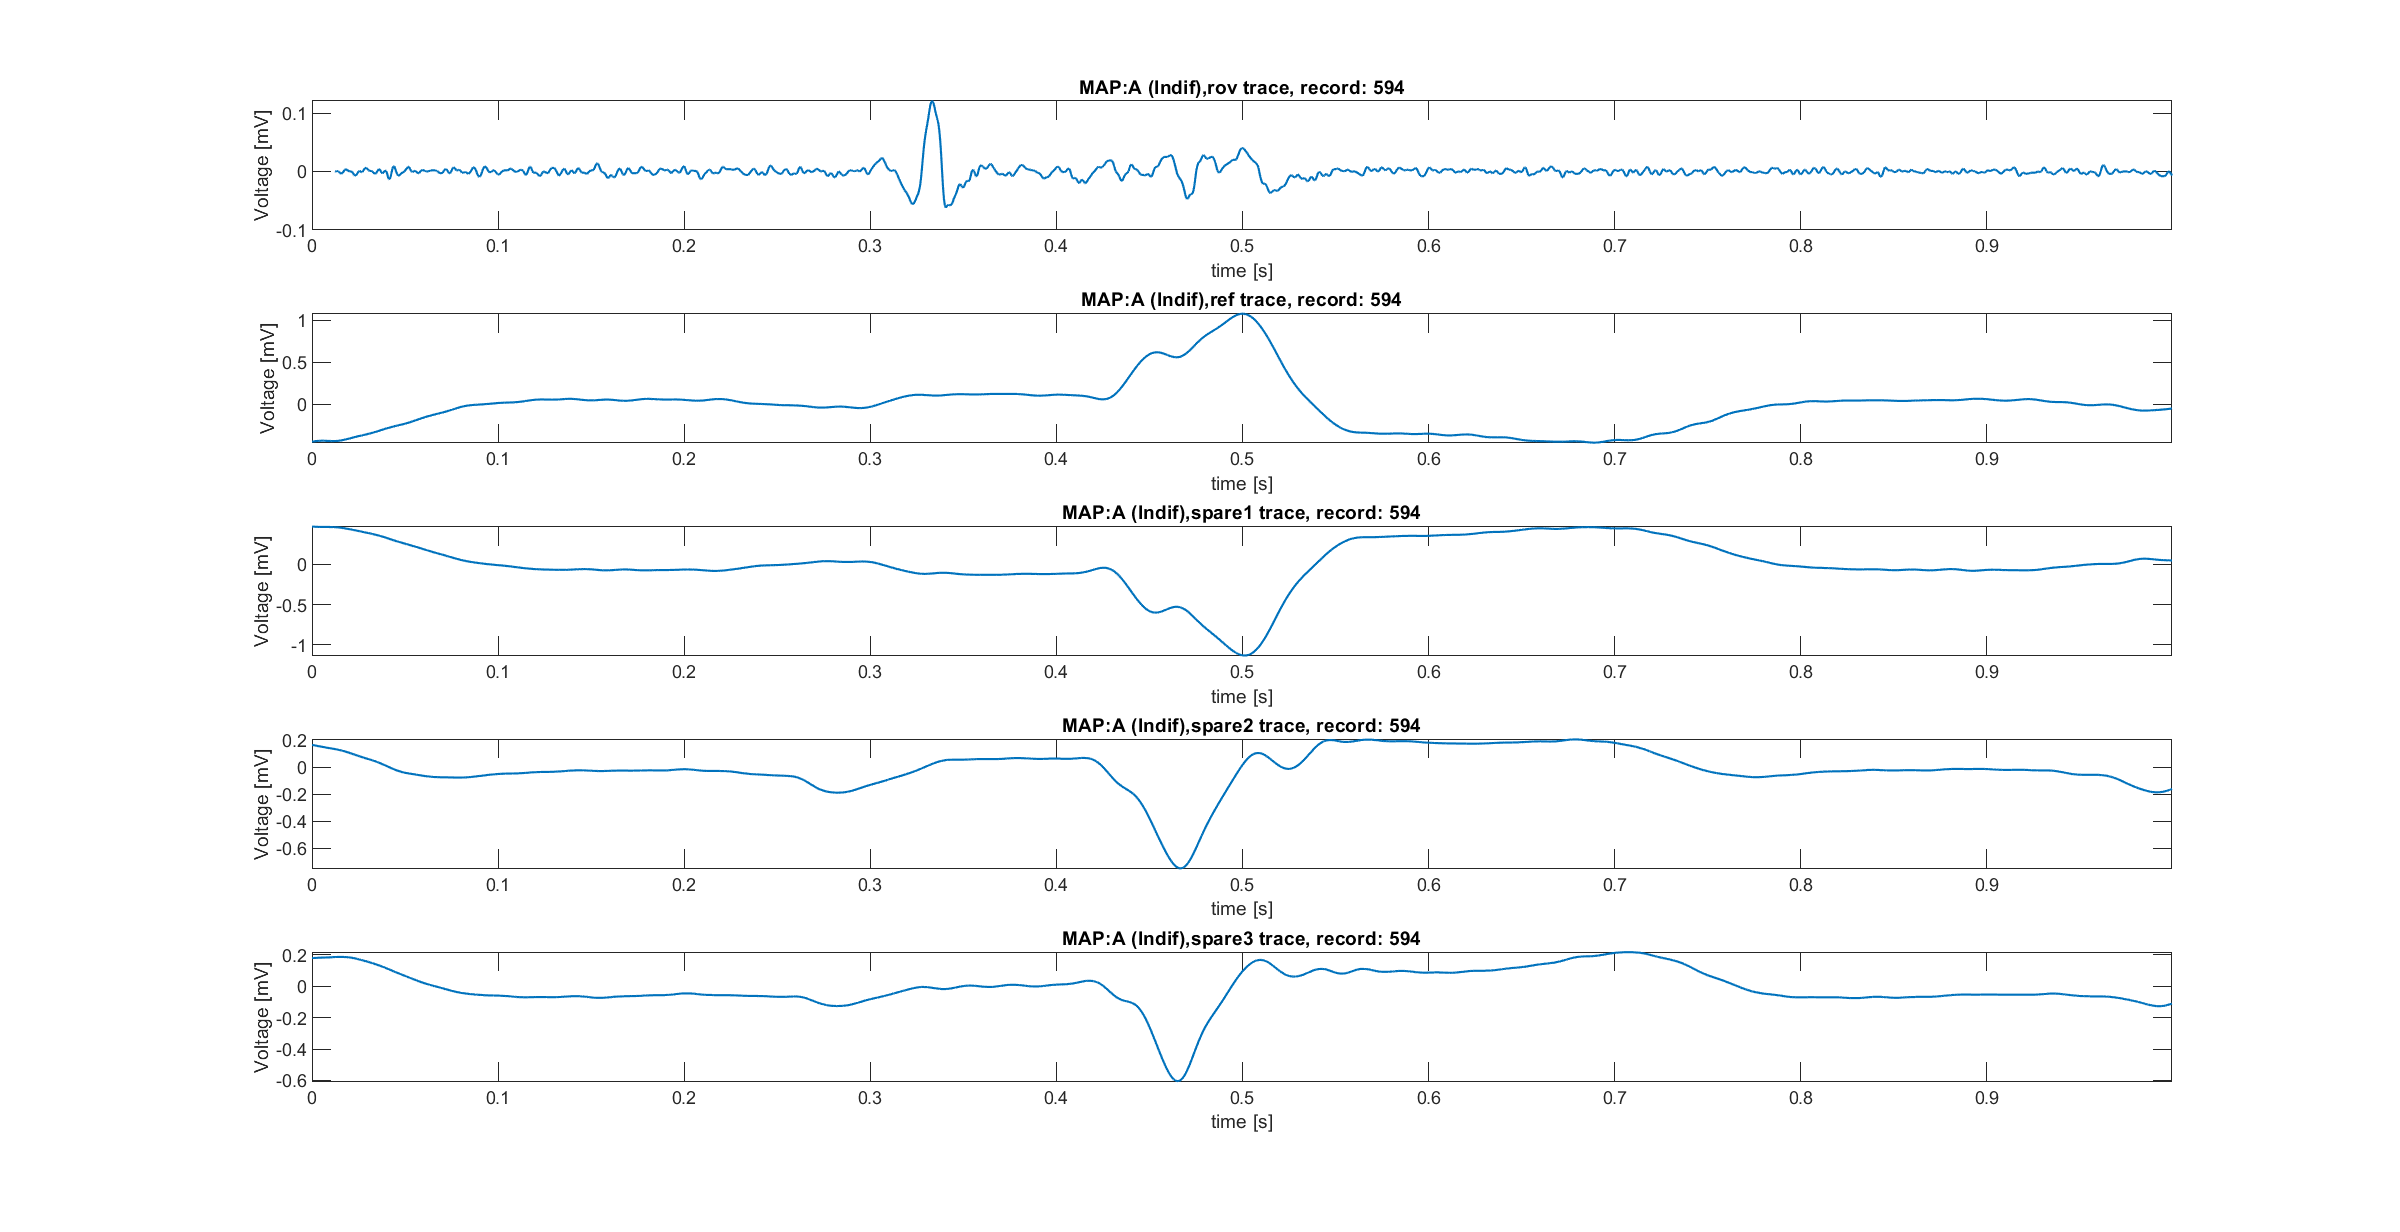 MAP:A (Indif),rov trace, record: 594
Voltage [mV]
0.1
0
-0.1
0 0.1 0.2 0.3 0.4 0.5 0.6 0.7 0.8 0.9
time [s]
MAP:A (Indif),ref trace, record: 594
Voltage [mV]
1
0.5
0
0 0.1 0.2 0.3 0.4 0.5 0.6 0.7 0.8 0.9
time [s]
MAP:A (Indif),spare1 trace, record: 594
Voltage [mV]
0
-0.5
-1
0 0.1 0.2 0.3 0.4 0.5 0.6 0.7 0.8 0.9
time [s]
MAP:A (Indif),spare2 trace, record: 594
Voltage [mV]
0.2
0
-0.2
-0.4
-0.6
0 0.1 0.2 0.3 0.4 0.5 0.6 0.7 0.8 0.9
time [s]
MAP:A (Indif),spare3 trace, record: 594
Voltage [mV]
0.2
0
-0.2
-0.4
-0.6
0 0.1 0.2 0.3 0.4 0.5 0.6 0.7 0.8 0.9
time [s]